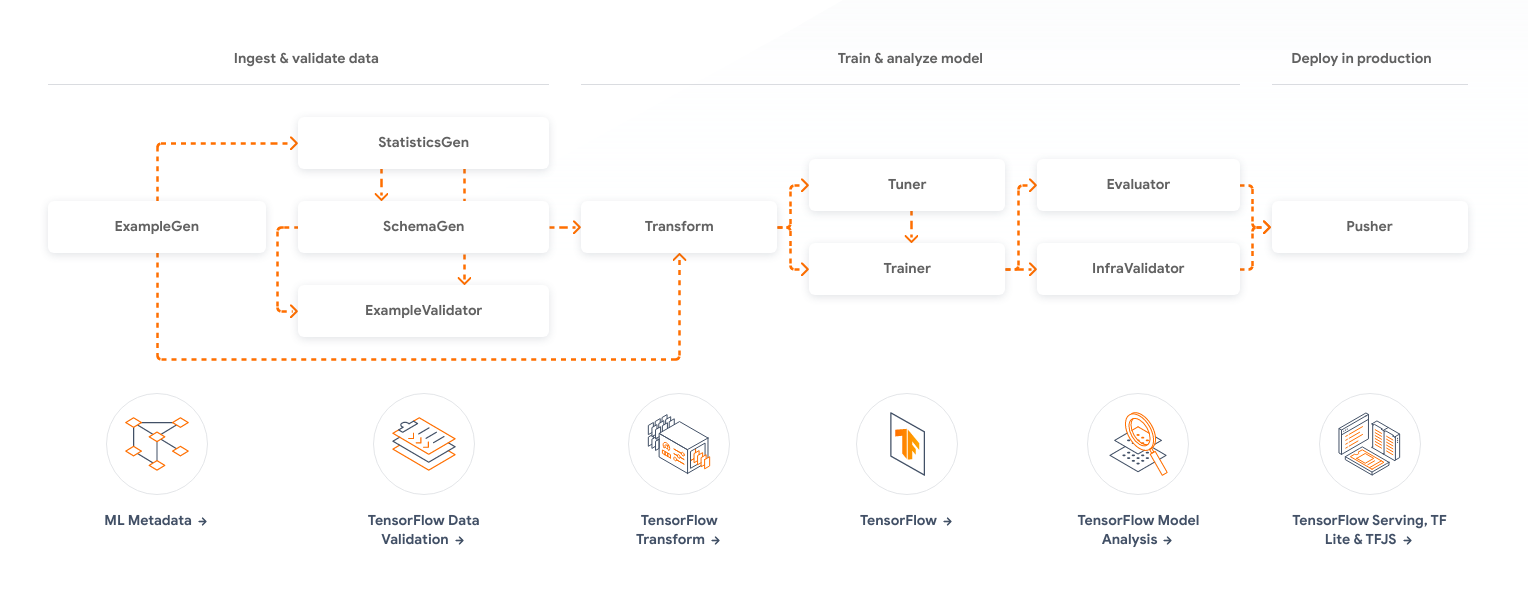 Ingest & validate data
Train & analyze model
Deploy in production
StatisticsGen
Tuner
Evaluator
ExampleGen
SchemaGen
Transform
Pusher
Trainer
InfraValidator
ExampleValidator
TF
ML Metadata →
TensorFlow Data
Validation →
TensorFlow
Transform →
TensorFlow →
TensorFlow Model
Analysis →
TensorFlow Serving, TF
Lite & TFJS →